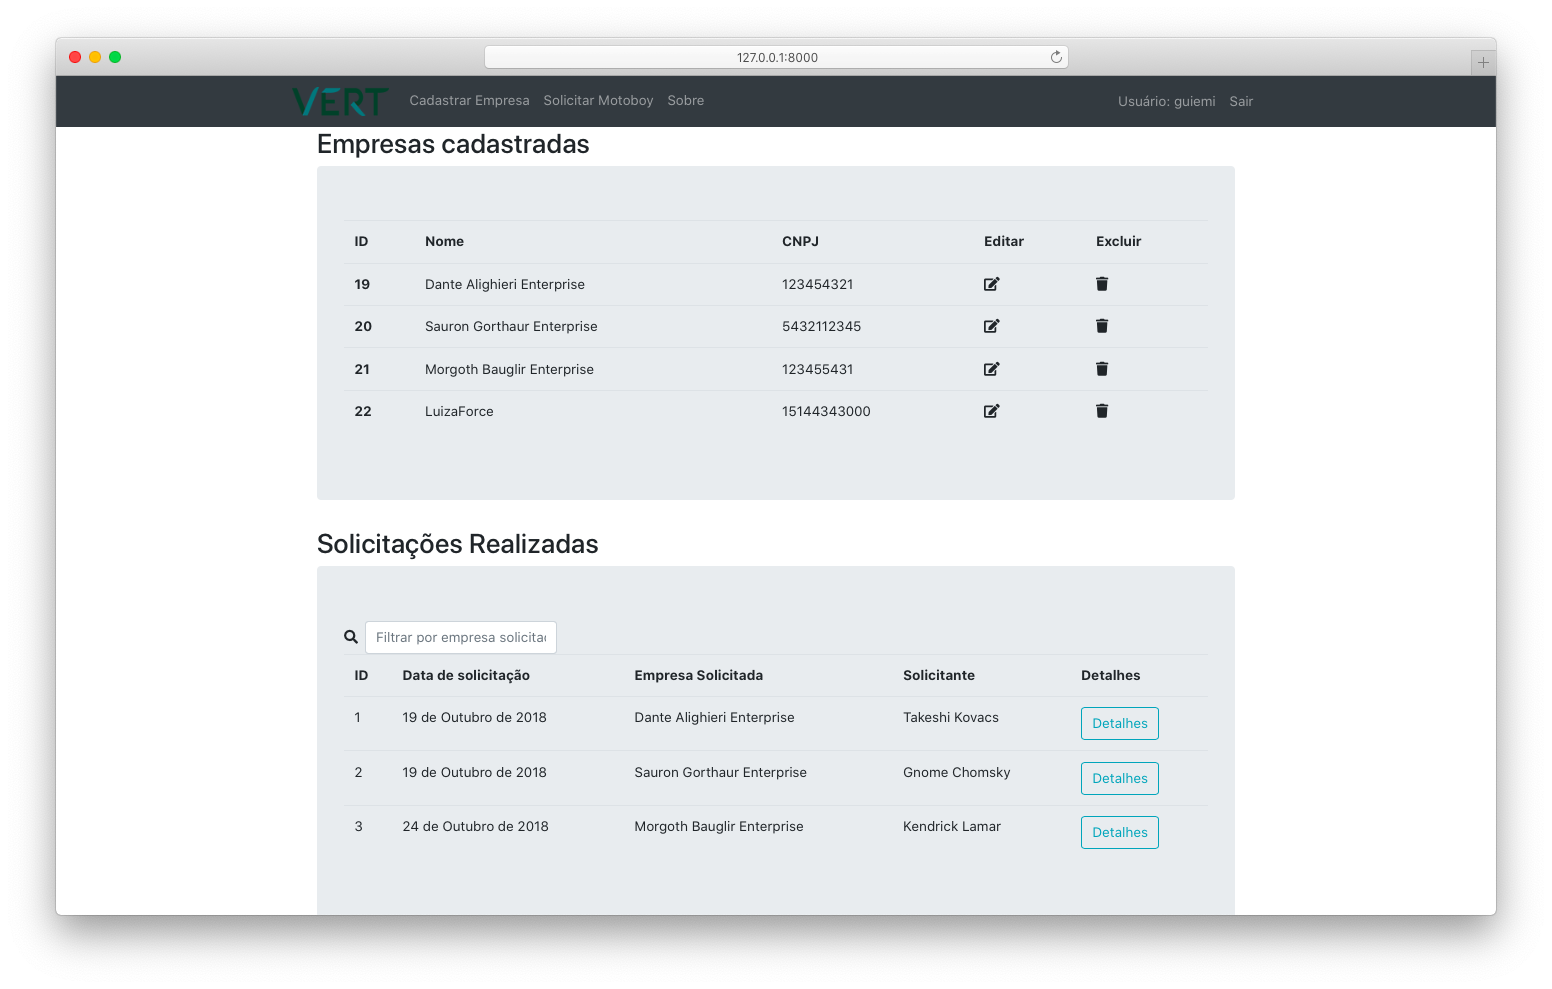 127.0.0.1:8000
VERT Cadastrar Empresa Solicitar Motoboy Sobre Usuário: guiemi Sair
Empresas cadastradas
ID Nome CNPJ Editar Excluir
19 Dante Alighieri Enterprise 123454321
20 Sauron Gorthaur Enterprise 5432112345
21 Morgoth Bauglir Enterprise 123455431
22 LuizaForce 15144343000
Solicitações Realizadas
Filtrar por empresa solicita
ID Data de solicitação Empresa Solicitada Solicitante Detalhes
1 19 de Outubro de 2018 Dante Alighieri Enterprise Takeshi Kovacs Detalhes
2 19 de Outubro de 2018 Sauron Gorthaur Enterprise Gnome Chomsky Detalhes
3 24 de Outubro de 2018 Morgoth Bauglir Enterprise Kendrick Lamar Detalhes